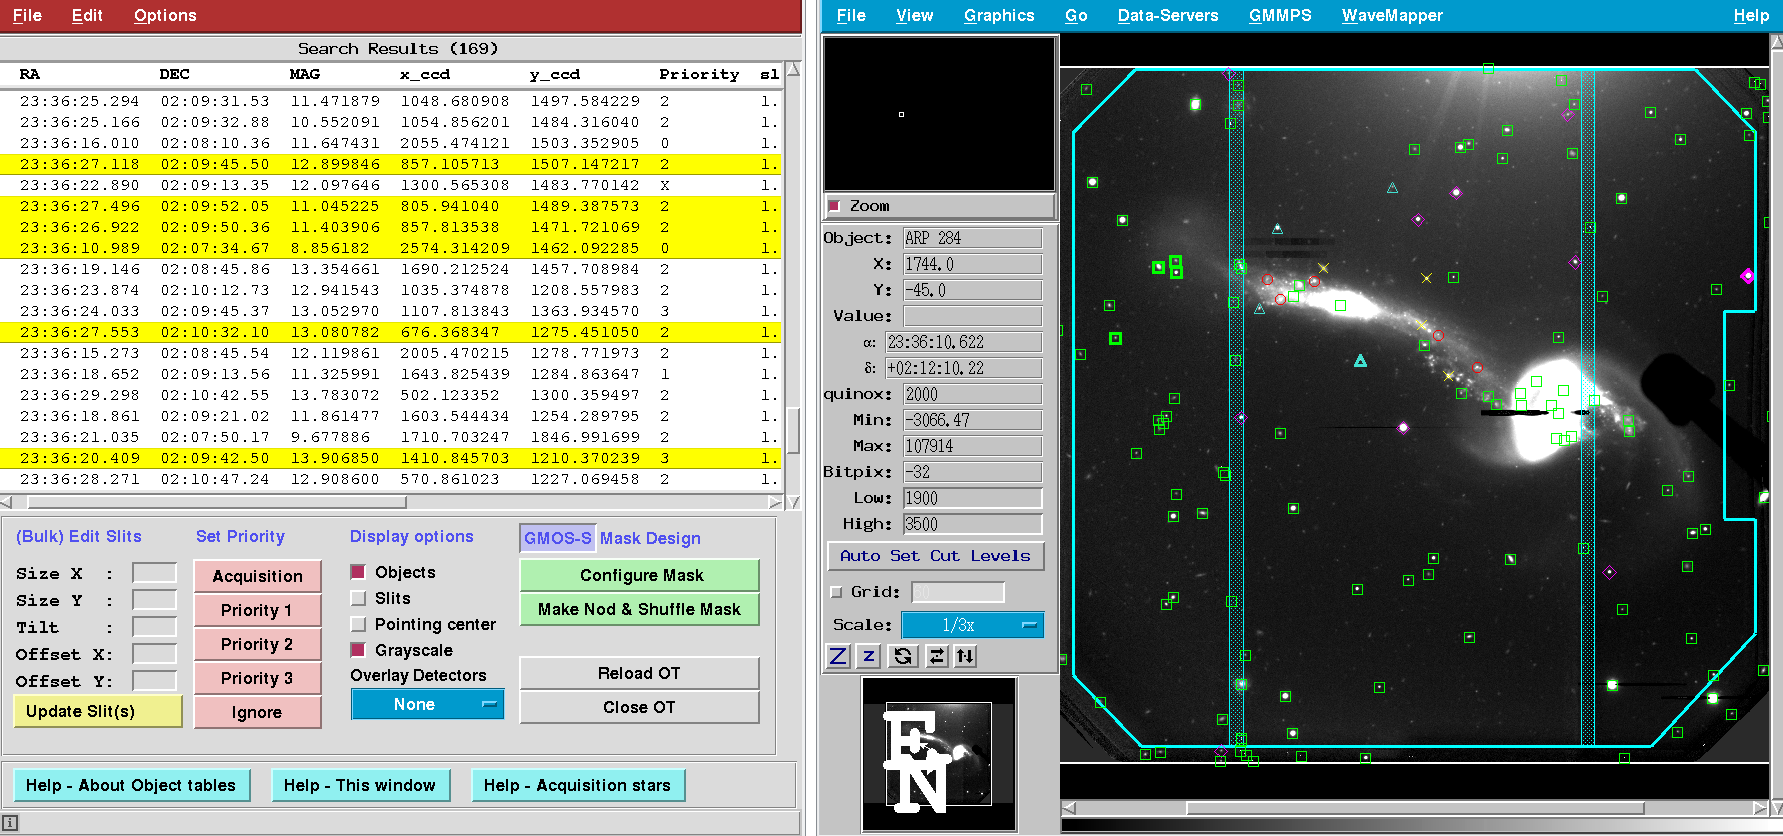 File Edit Options
Search Results (169)
RA DEC MAG x_ccd y_ccd Priority sl
23:36:25.294 02:09:31.53 11.471879 1048.680908 1497.584229 2 1.
23:36:25.166 02:09:32.88 10.552091 1054.856201 1484.316040 2 1.
23:36:16.010 02:08:10.36 11.647431 2055.474121 1503.352905 0 1.
23:36:27.118 02:09:45.50 12.899846 857.105713 1507.147217 2 1.
23:36:22.890 02:09:13.35 12.097646 1300.565308 1483.770142 X 1.
23:36:27.496 02:09:52.05 11.045225 805.941040 1489.387573 2 1.
23:36:26.922 02:09:50.36 11.403906 857.813538 1471.721069 2 1.
23:36:10.989 02:07:34.67 8.856182 2574.314209 1462.092285 0 1.
23:36:19.146 02:08:45.86 13.354661 1690.212524 1457.708984 2 1.
23:36:23.874 02:10:12.73 12.941543 1035.374878 1208.557983 2 1.
23:36:24.033 02:09:45.37 13.052970 1107.813843 1363.934570 3 1.
23:36:27.553 02:10:32.10 13.080782 676.368347 1275.451050 2 1.
23:36:15.273 02:08:45.54 12.119861 2005.470215 1278.771973 2 1.
23:36:18.652 02:09:13.56 11.325991 1643.825439 1284.863647 1 1.
23:36:29.298 02:10:42.55 13.783072 502.123352 1300.359497 2 1.
23:36:18.861 02:09:21.02 11.861477 1603.544434 1254.289795 2 1.
23:36:21.035 02:07:50.17 9.677886 1710.703247 1846.991699 2 1.
23:36:20.409 02:09:42.50 13.906850 1410.845703 1210.370239 3 1.
23:36:28.271 02:10:47.24 12.908600 570.861023 1227.069458 2 1.
(Bulk) Edit Slits
Size X :
Size Y :
Tilt :
Offset X:
Offset Y:
Update Slit(s)
Set Priority
Acquisition
Priority 1
Priority 2
Priority 3
Ignore
Display options
Objects
Slits
Pointing center
Grayscale
Overlay Detectors
None
GMOS-S Mask Design
Configure Mask
Make Nod & Shuffle Mask
Reload OT
Close OT
Help - About Object tables
Help - This window
Help - Acquisition stars
File View Graphics Go Data-Servers GMMPS WaveMapper Help
Zoom
Object: ARP 284
X: 1744.0
Y: -45.0
Value:
α: 23:36:10.622
δ: +02:12:10.22
quinox: 2000
Min: -3066.47
Max: 107914
Bitpix: -32
Low: 1900
High: 3500
Auto Set Cut Levels
Grid: 60
Scale: 1/3x
Z z
E
N